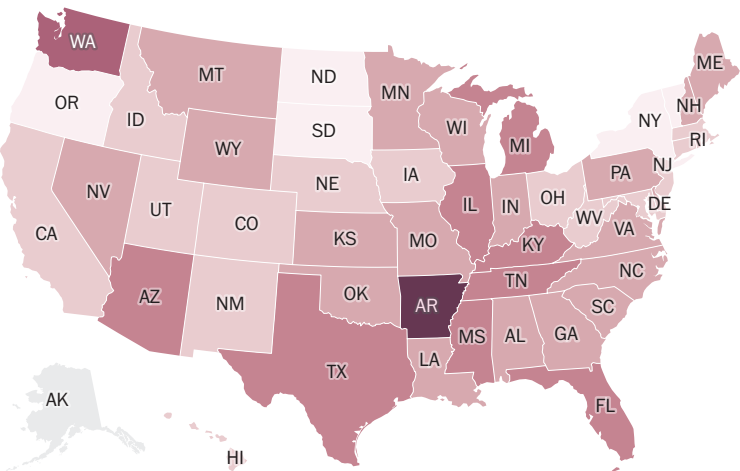 WA
MT
ND
ME
MN
OR
ID
SD
WI
NH
NY
MI
RI
WY
PA
NJ
NV
NE
IA
IL
IN
OH
DE
UT
CO
WV
VA
CA
KS
MO
KY
NC
AZ
NM
OK
AR
TN
SC
MS
AL
GA
LA
TX
AK
FL
HI